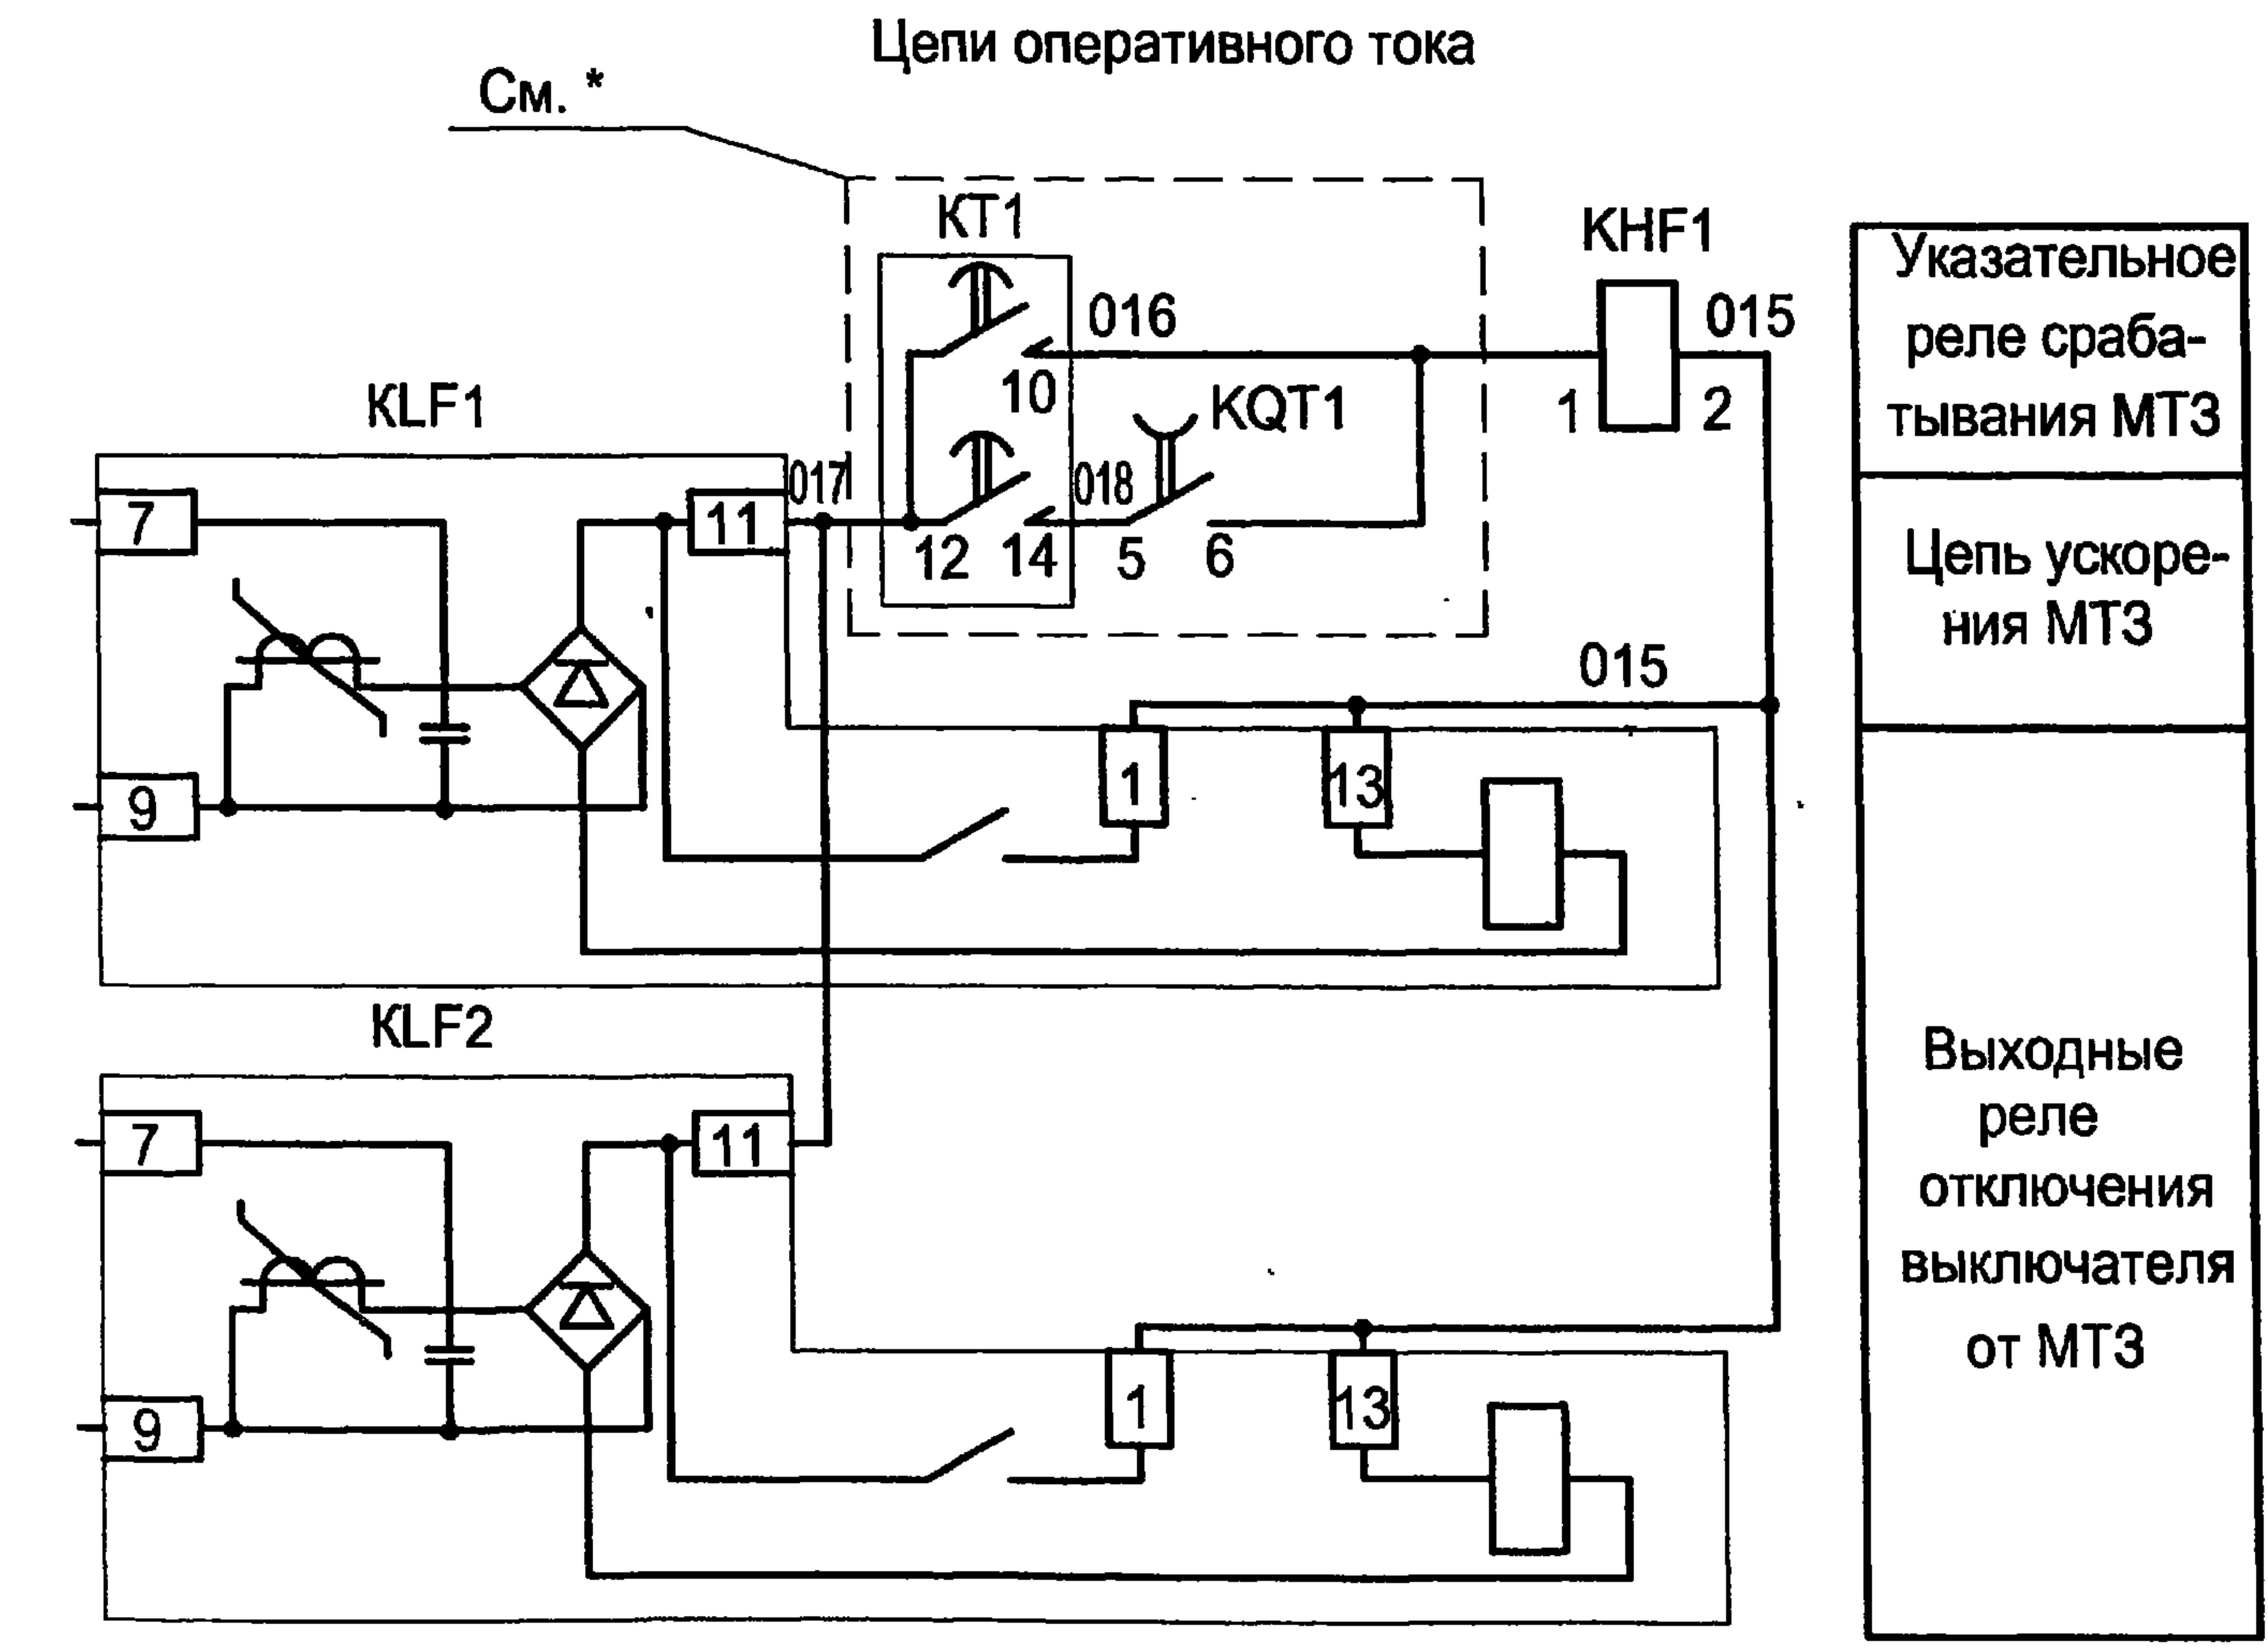 Цепи оперативного тока
См. *
KT1
KHF1
016
015
10
1
2
KQT1
KLF1
017
018
7
11
12
14
5
6
9
015
1
13
KLF2
7
11
9
1
13
Указательное
реле сраба-
тывания МТЗ
Цепь ускоре-
ния МТЗ
Выходные
реле
отключения
выключателя
от МТЗ